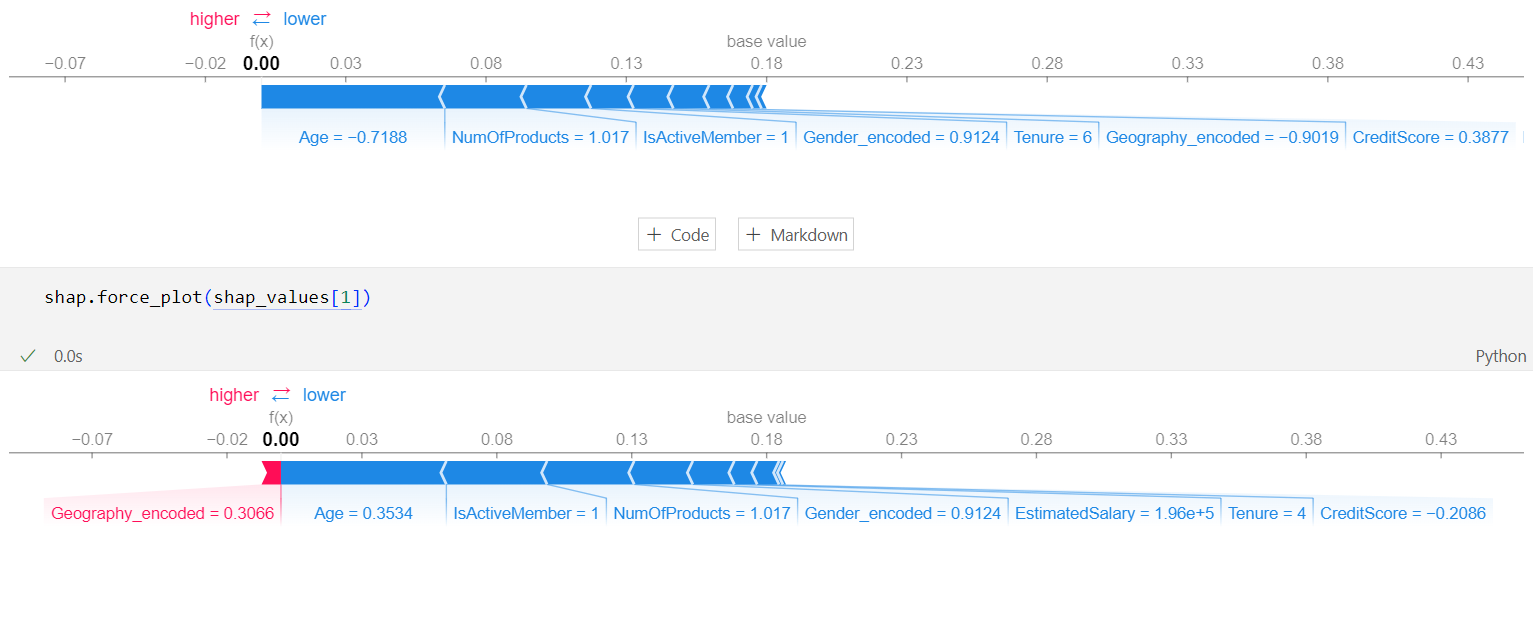 higher ⇄ lower
f(x) base value
−0.07 −0.02 0.00 0.03 0.08 0.13 0.18 0.23 0.28 0.33 0.38 0.43
Age = −0.7188 NumOfProducts = 1.017 IsActiveMember = 1 Gender_encoded = 0.9124 Tenure = 6 Geography_encoded = −0.9019 CreditScore = 0.3877
+ Code + Markdown
shap.force_plot(shap_values[1])
✓ 0.0s Python
higher ⇄ lower
f(x) base value
−0.07 −0.02 0.00 0.03 0.08 0.13 0.18 0.23 0.28 0.33 0.38 0.43
Geography_encoded = 0.3066 Age = 0.3534 IsActiveMember = 1 NumOfProducts = 1.017 Gender_encoded = 0.9124 EstimatedSalary = 1.96e+5 Tenure = 4 CreditScore = −0.2086